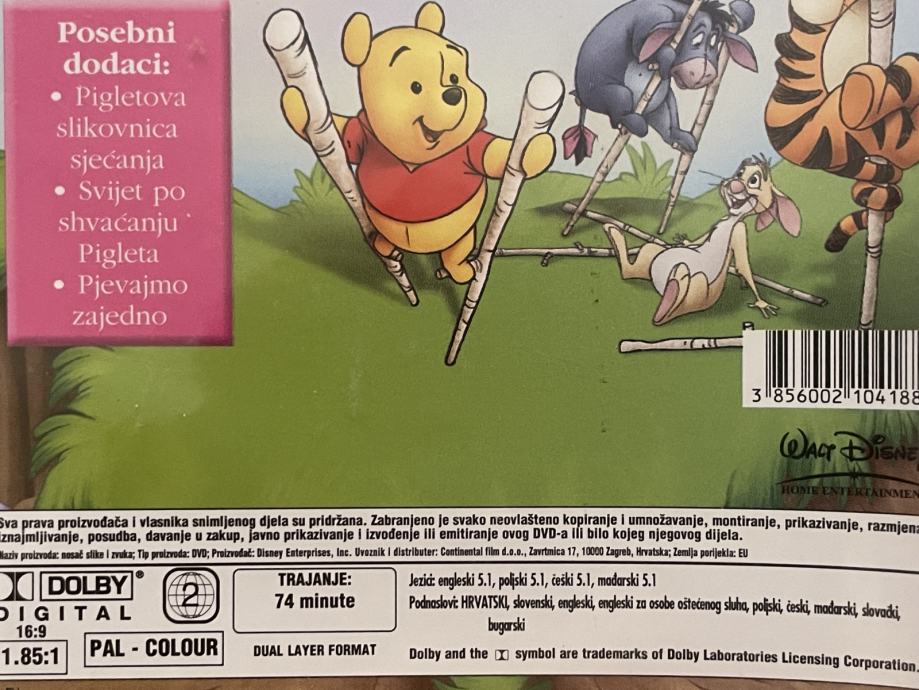 Posebni
dodaci:
• Pigletova
slikovnica
sjećanja
• Svijet po
shvaćanju
Pigleta
• Pjevajmo
zajedno
3 856002 104188
WALT DISNE
HOME ENTERTAINMEN
Sva prava proizvođača i vlasnika snimljenog djela su pridržana. Zabranjeno je svako neovlašteno kopiranje i umnožavanje, montiranje, prikazivanje, razmjena
iznajmljivanje, posudba, davanje u zakup, javno prikazivanje i izvođenje ili emitiranje ovog DVD-a ili bilo kojeg njegovog dijela.
Naziv proizvoda: nosač slike i zvuka; Tip proizvoda: DVD; Proizvođač: Disney Enterprises, Inc. Uvoznik i distributer: Continental film d.o.o., Zavrtnica 17, 10000 Zagreb, Hrvatska; Zemlja porijekla: EU
DOLBY®
DIGITAL
2
16:9
1.85:1
PAL - COLOUR
TRAJANJE:
74 minute
DUAL LAYER FORMAT
Jezici: engleski 5.1, poljski 5.1, češki 5.1, mađarski 5.1
Podnaslovi: HRVATSKI, slovenski, engleski, engleski za osobe oštećenog sluha, poljski, češki, mađarski, slovački,
bugarski
Dolby and the symbol are trademarks of Dolby Laboratories Licensing Corporation.